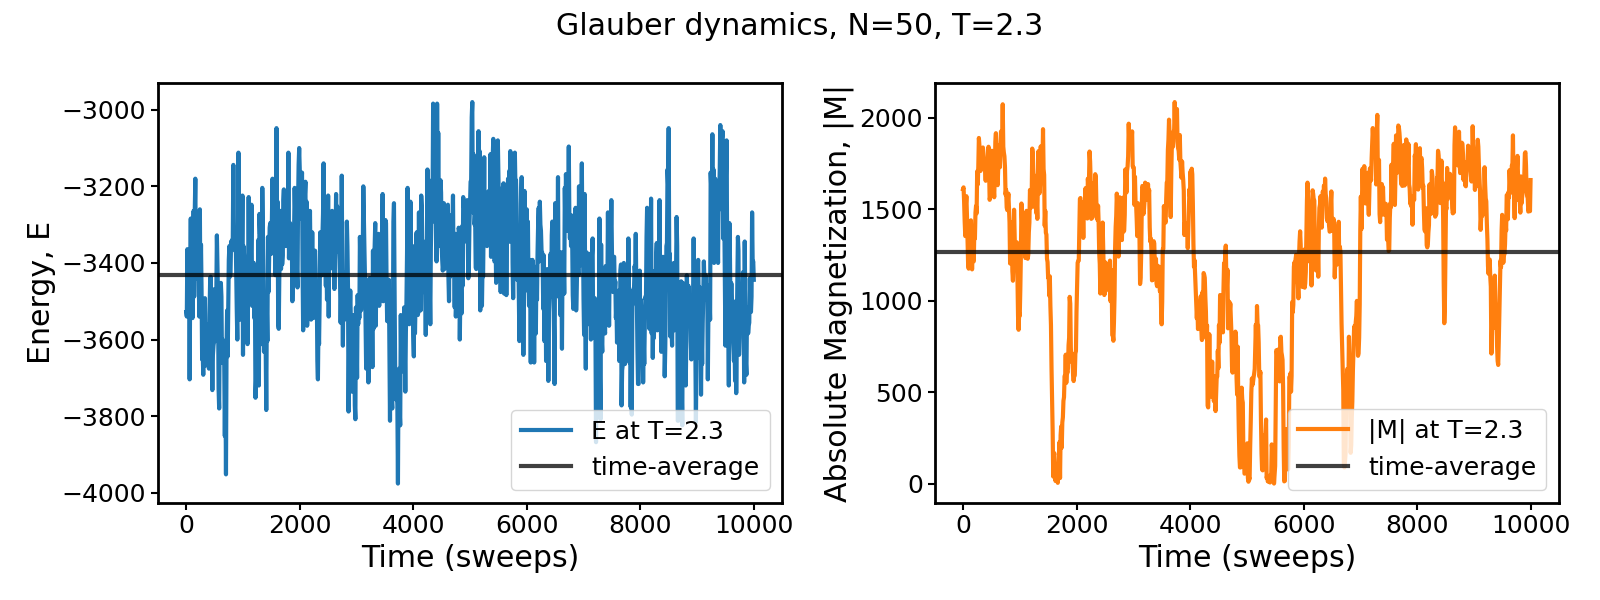 Glauber dynamics, N=50, T=2.3
Energy, E
−3000
−3200
−3400
−3600
−3800
−4000
0
2000
4000
6000
8000
10000
Time (sweeps)
E at T=2.3
time-average
Absolute Magnetization, |M|
2000
1500
1000
500
0
0
2000
4000
6000
8000
10000
Time (sweeps)
|M| at T=2.3
time-average